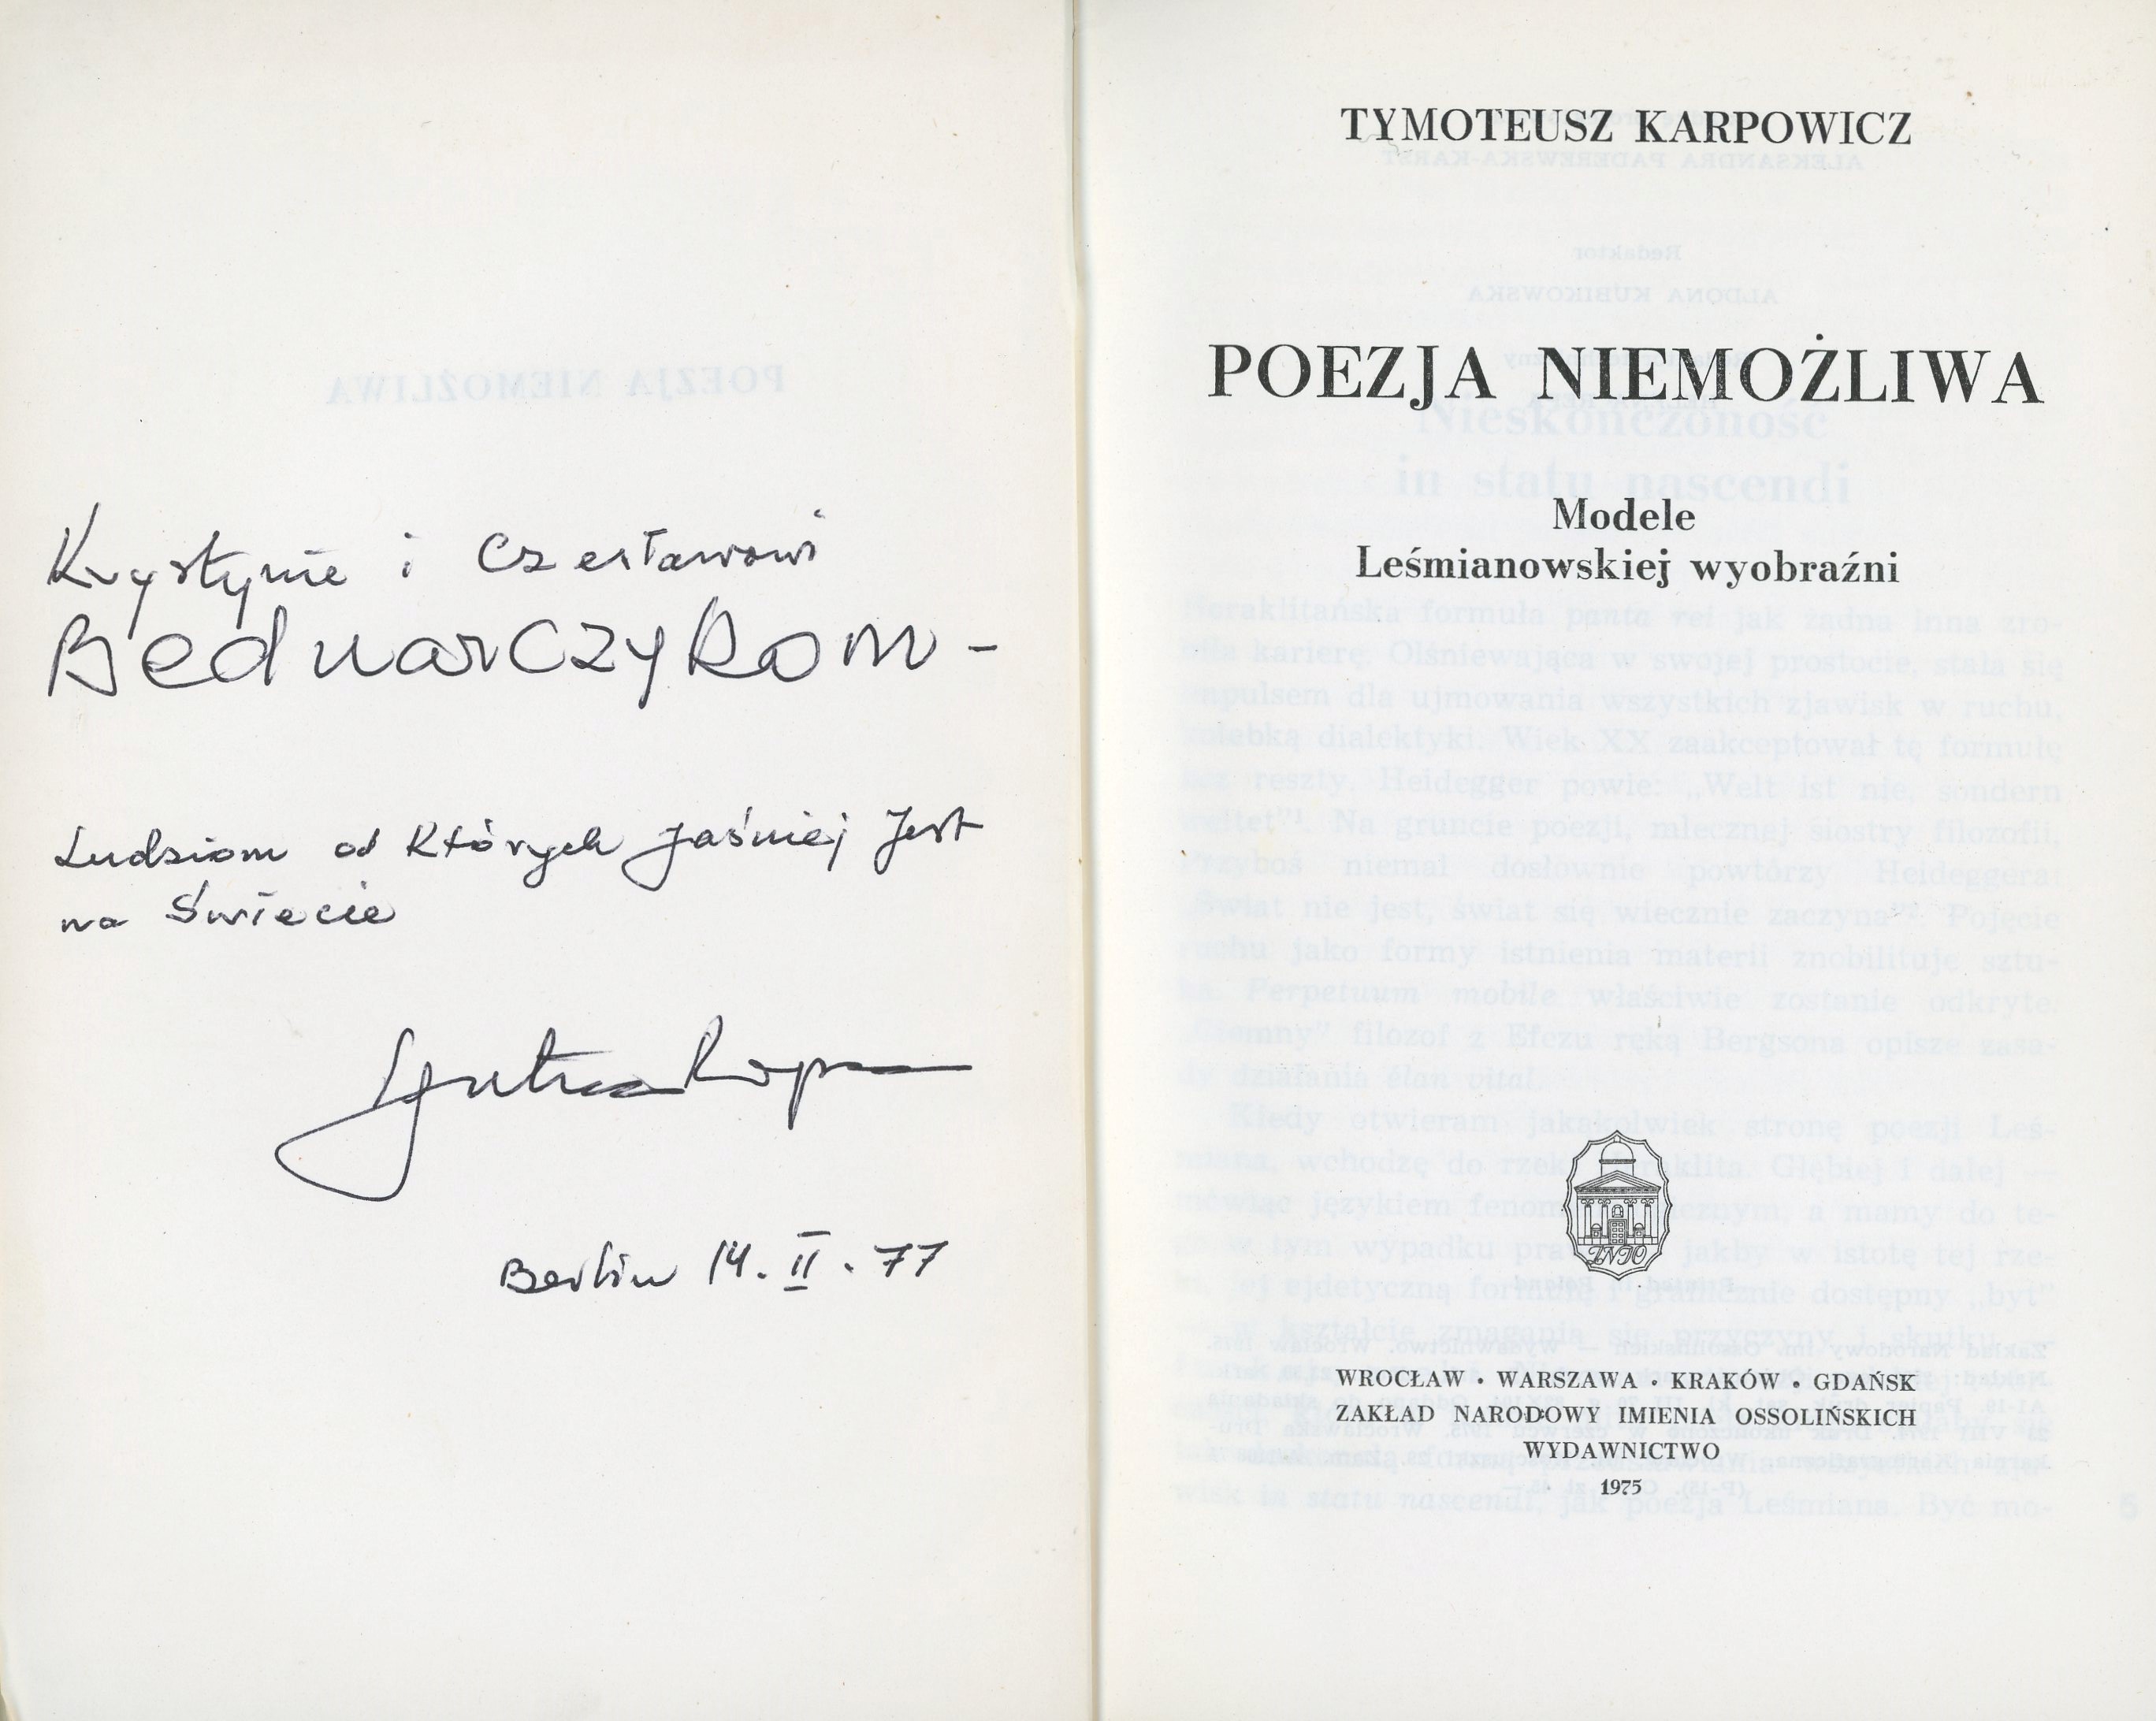 Krystynie i Czesławowi
Bednarczykom -
Ludziom od których jaśniej jest
na świecie
Berlin 14. II. 77
TYMOTEUSZ KARPOWICZ
POEZJA NIEMOŻLIWA
Modele
Leśmianowskiej wyobraźni
ZNIO
WROCŁAW • WARSZAWA • KRAKÓW • GDAŃSK
ZAKŁAD NARODOWY IMIENIA OSSOLIŃSKICH
WYDAWNICTWO
1975